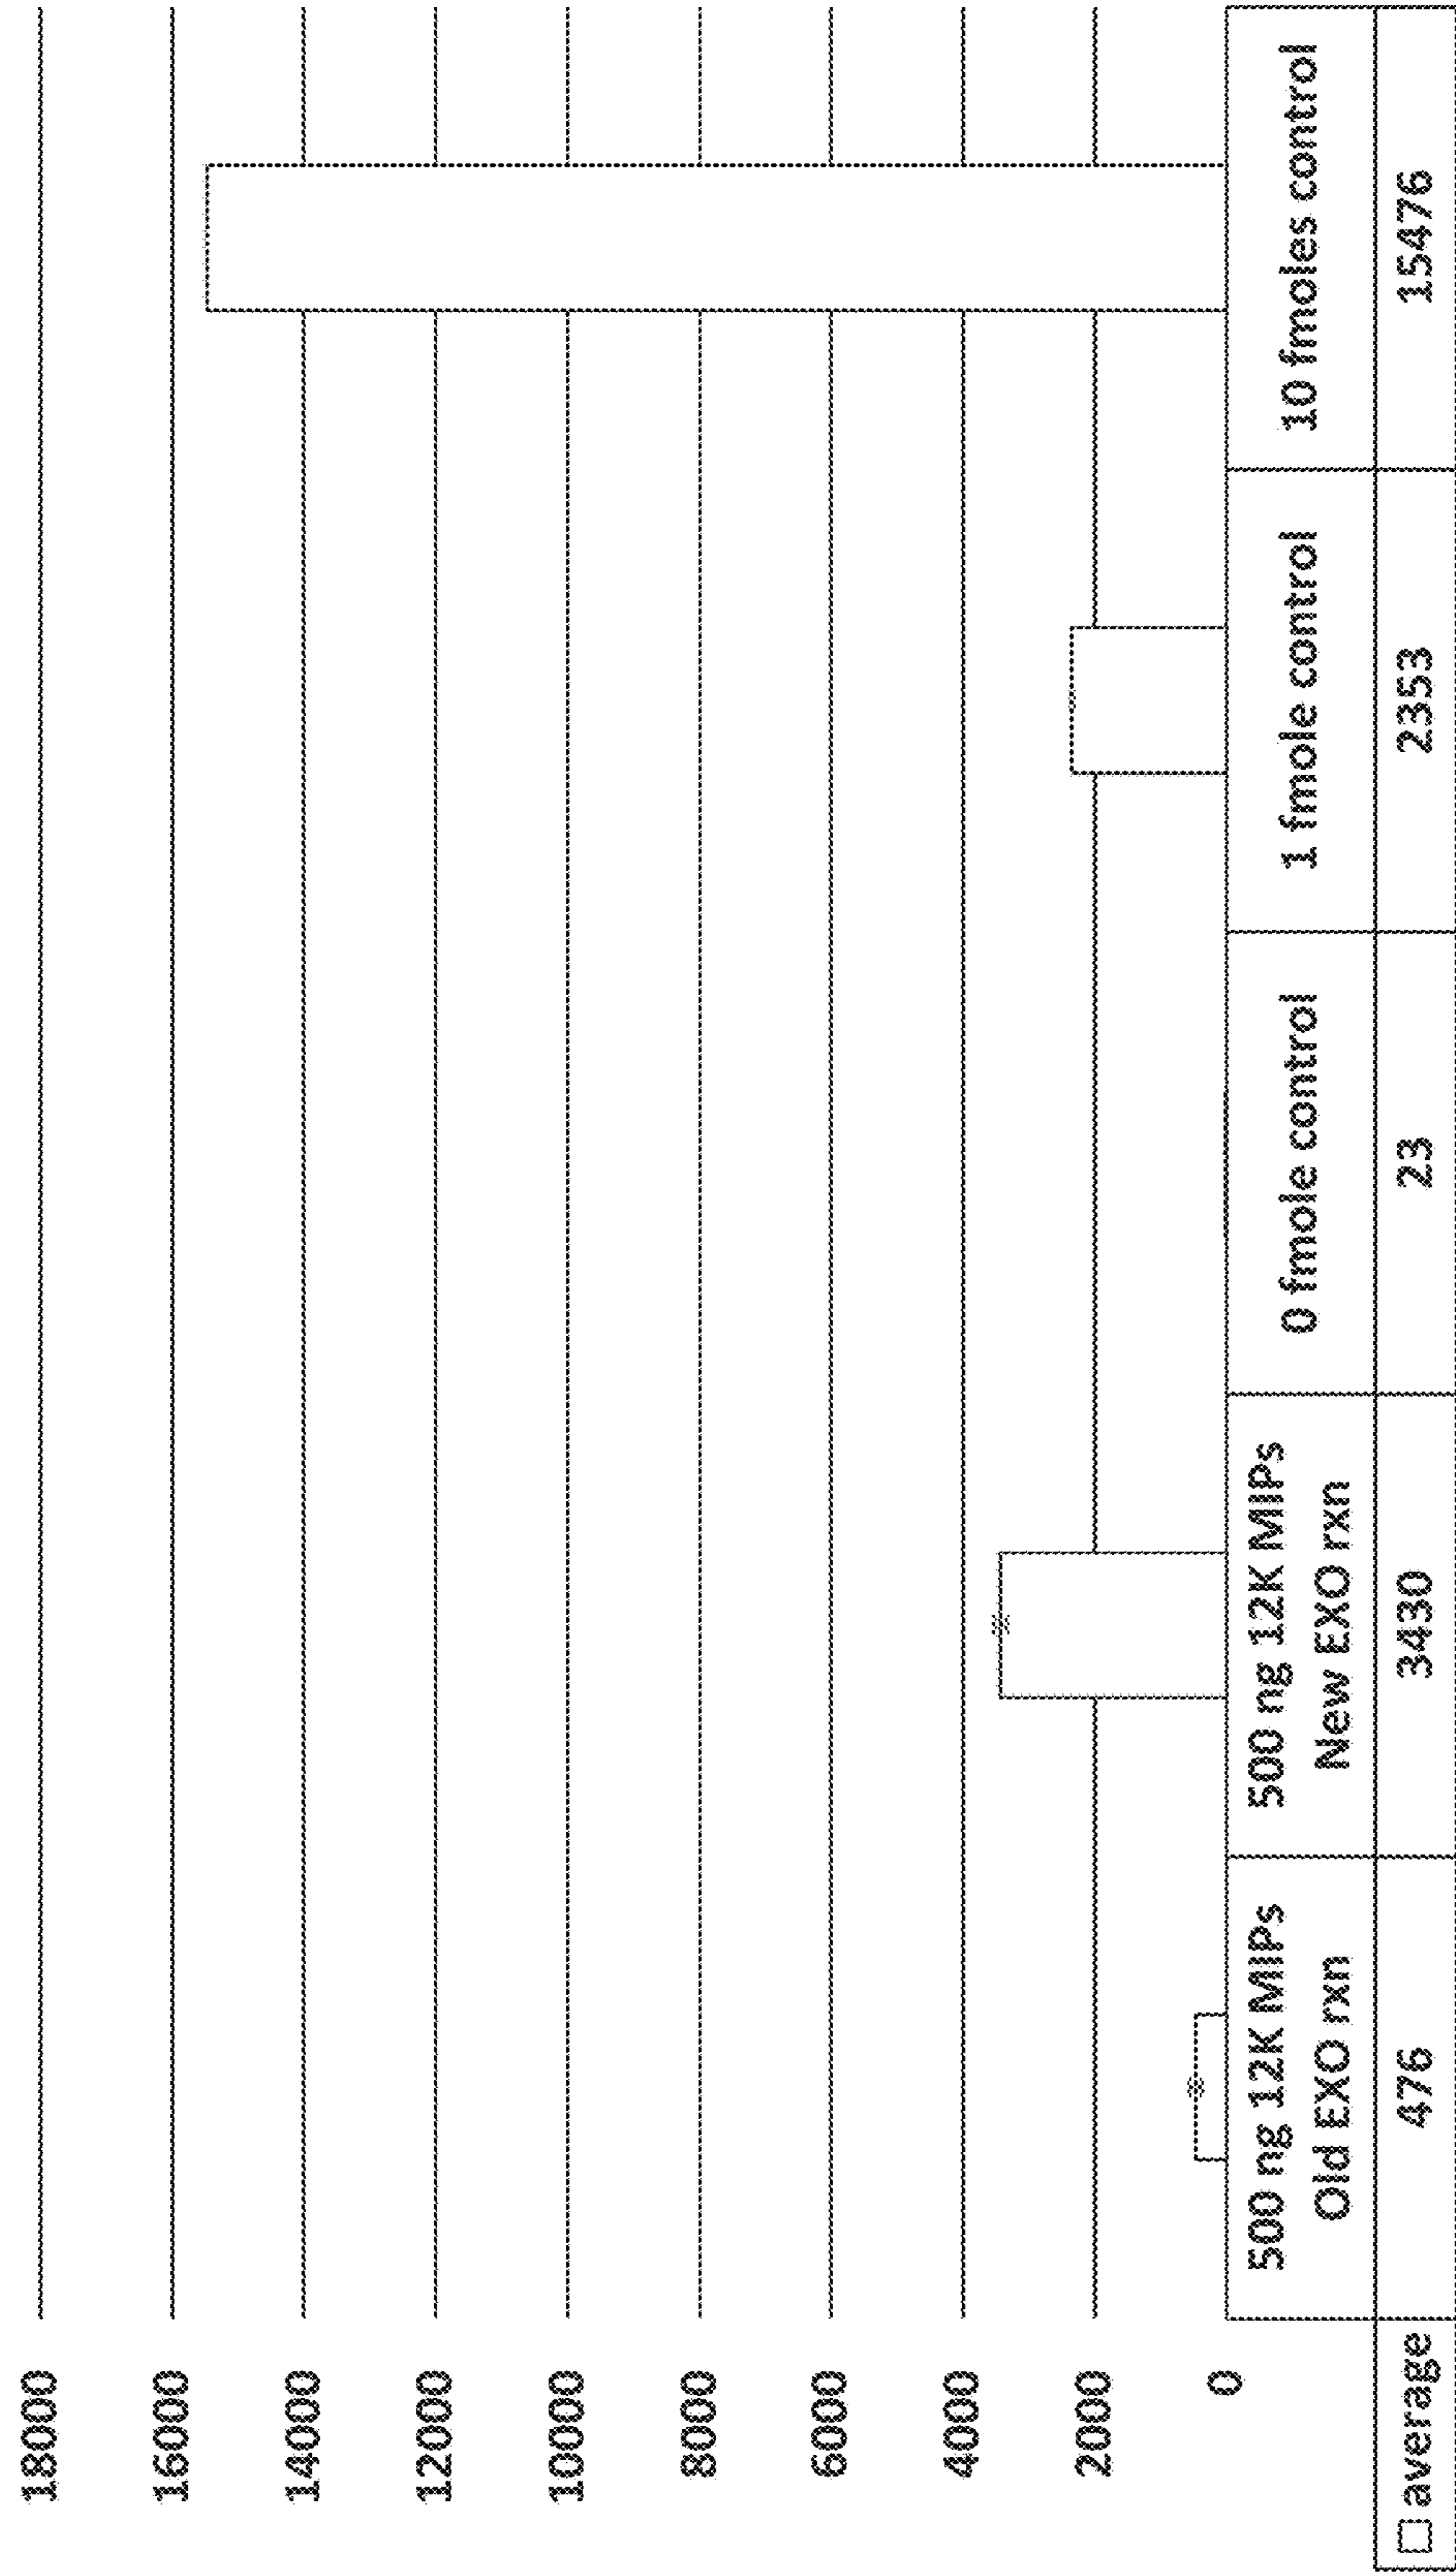 18000
16000
14000
12000
10000
8000
6000
4000
2000
0
500 ng 12K MIPs
Old EXO rxn
500 ng 12K MIPs
New EXO rxn
0 fmole control
1 fmole control
10 fmoles control
average
476
3430
23
2353
15476